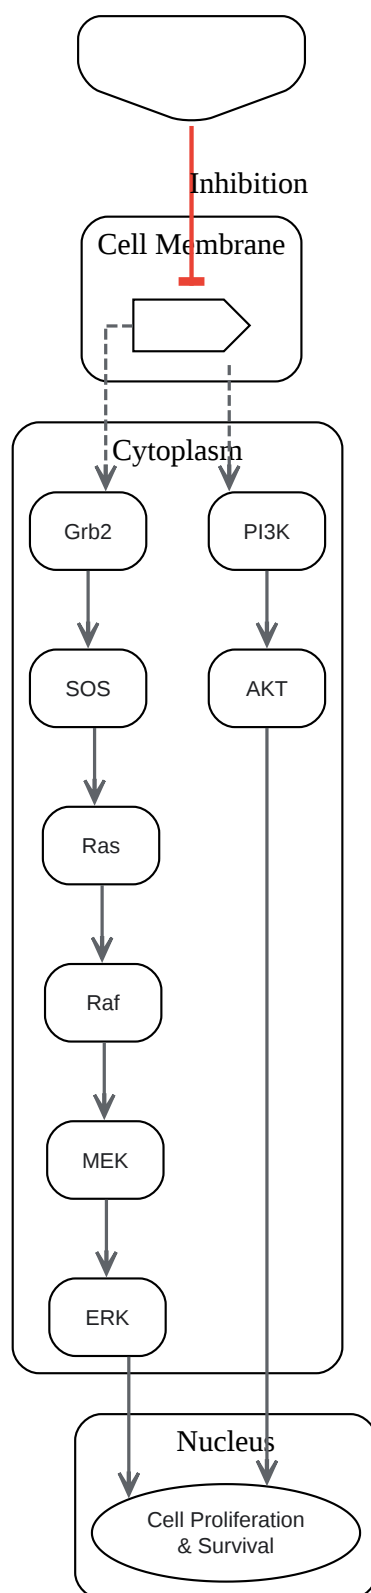 Inhibition
Cell Membrane
Cytoplasm
Grb2
PI3K
SOS
AKT
Ras
Raf
MEK
ERK
Nucleus
Cell Proliferation
& Survival